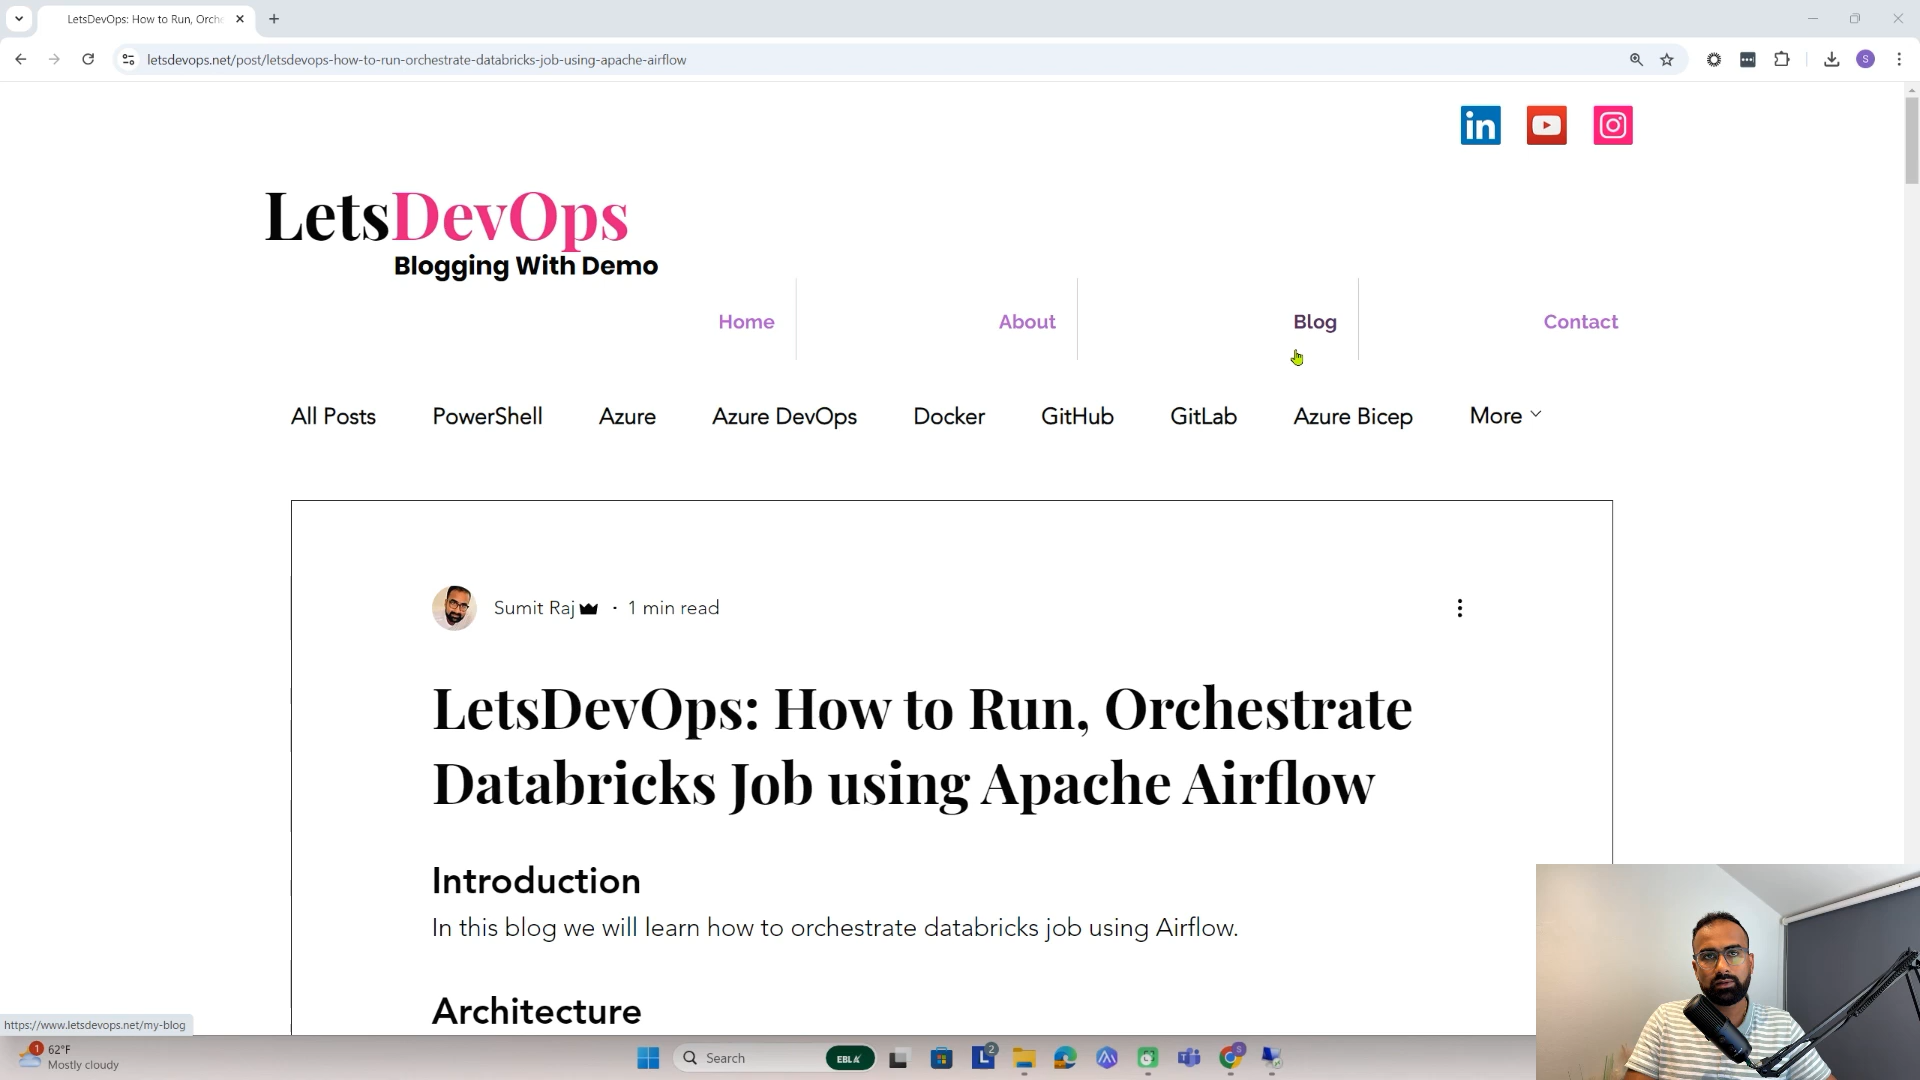 LetsDevOps: How to Run, Orche
letsdevops.net/post/letsdevops-how-to-run-orchestrate-databricks-job-using-apache-airflow
S
in
LetsDevOps
Blogging With Demo
Home
About
Blog
Contact
All Posts
PowerShell
Azure
Azure DevOps
Docker
GitHub
GitLab
Azure Bicep
More
Sumit Raj · 1 min read
LetsDevOps: How to Run, Orchestrate
Databricks Job using Apache Airflow
Introduction
In this blog we will learn how to orchestrate databricks job using Airflow.
Architecture
https://www.letsdevops.net/my-blog
1
62°F
Mostly cloudy
Search
L
2
S